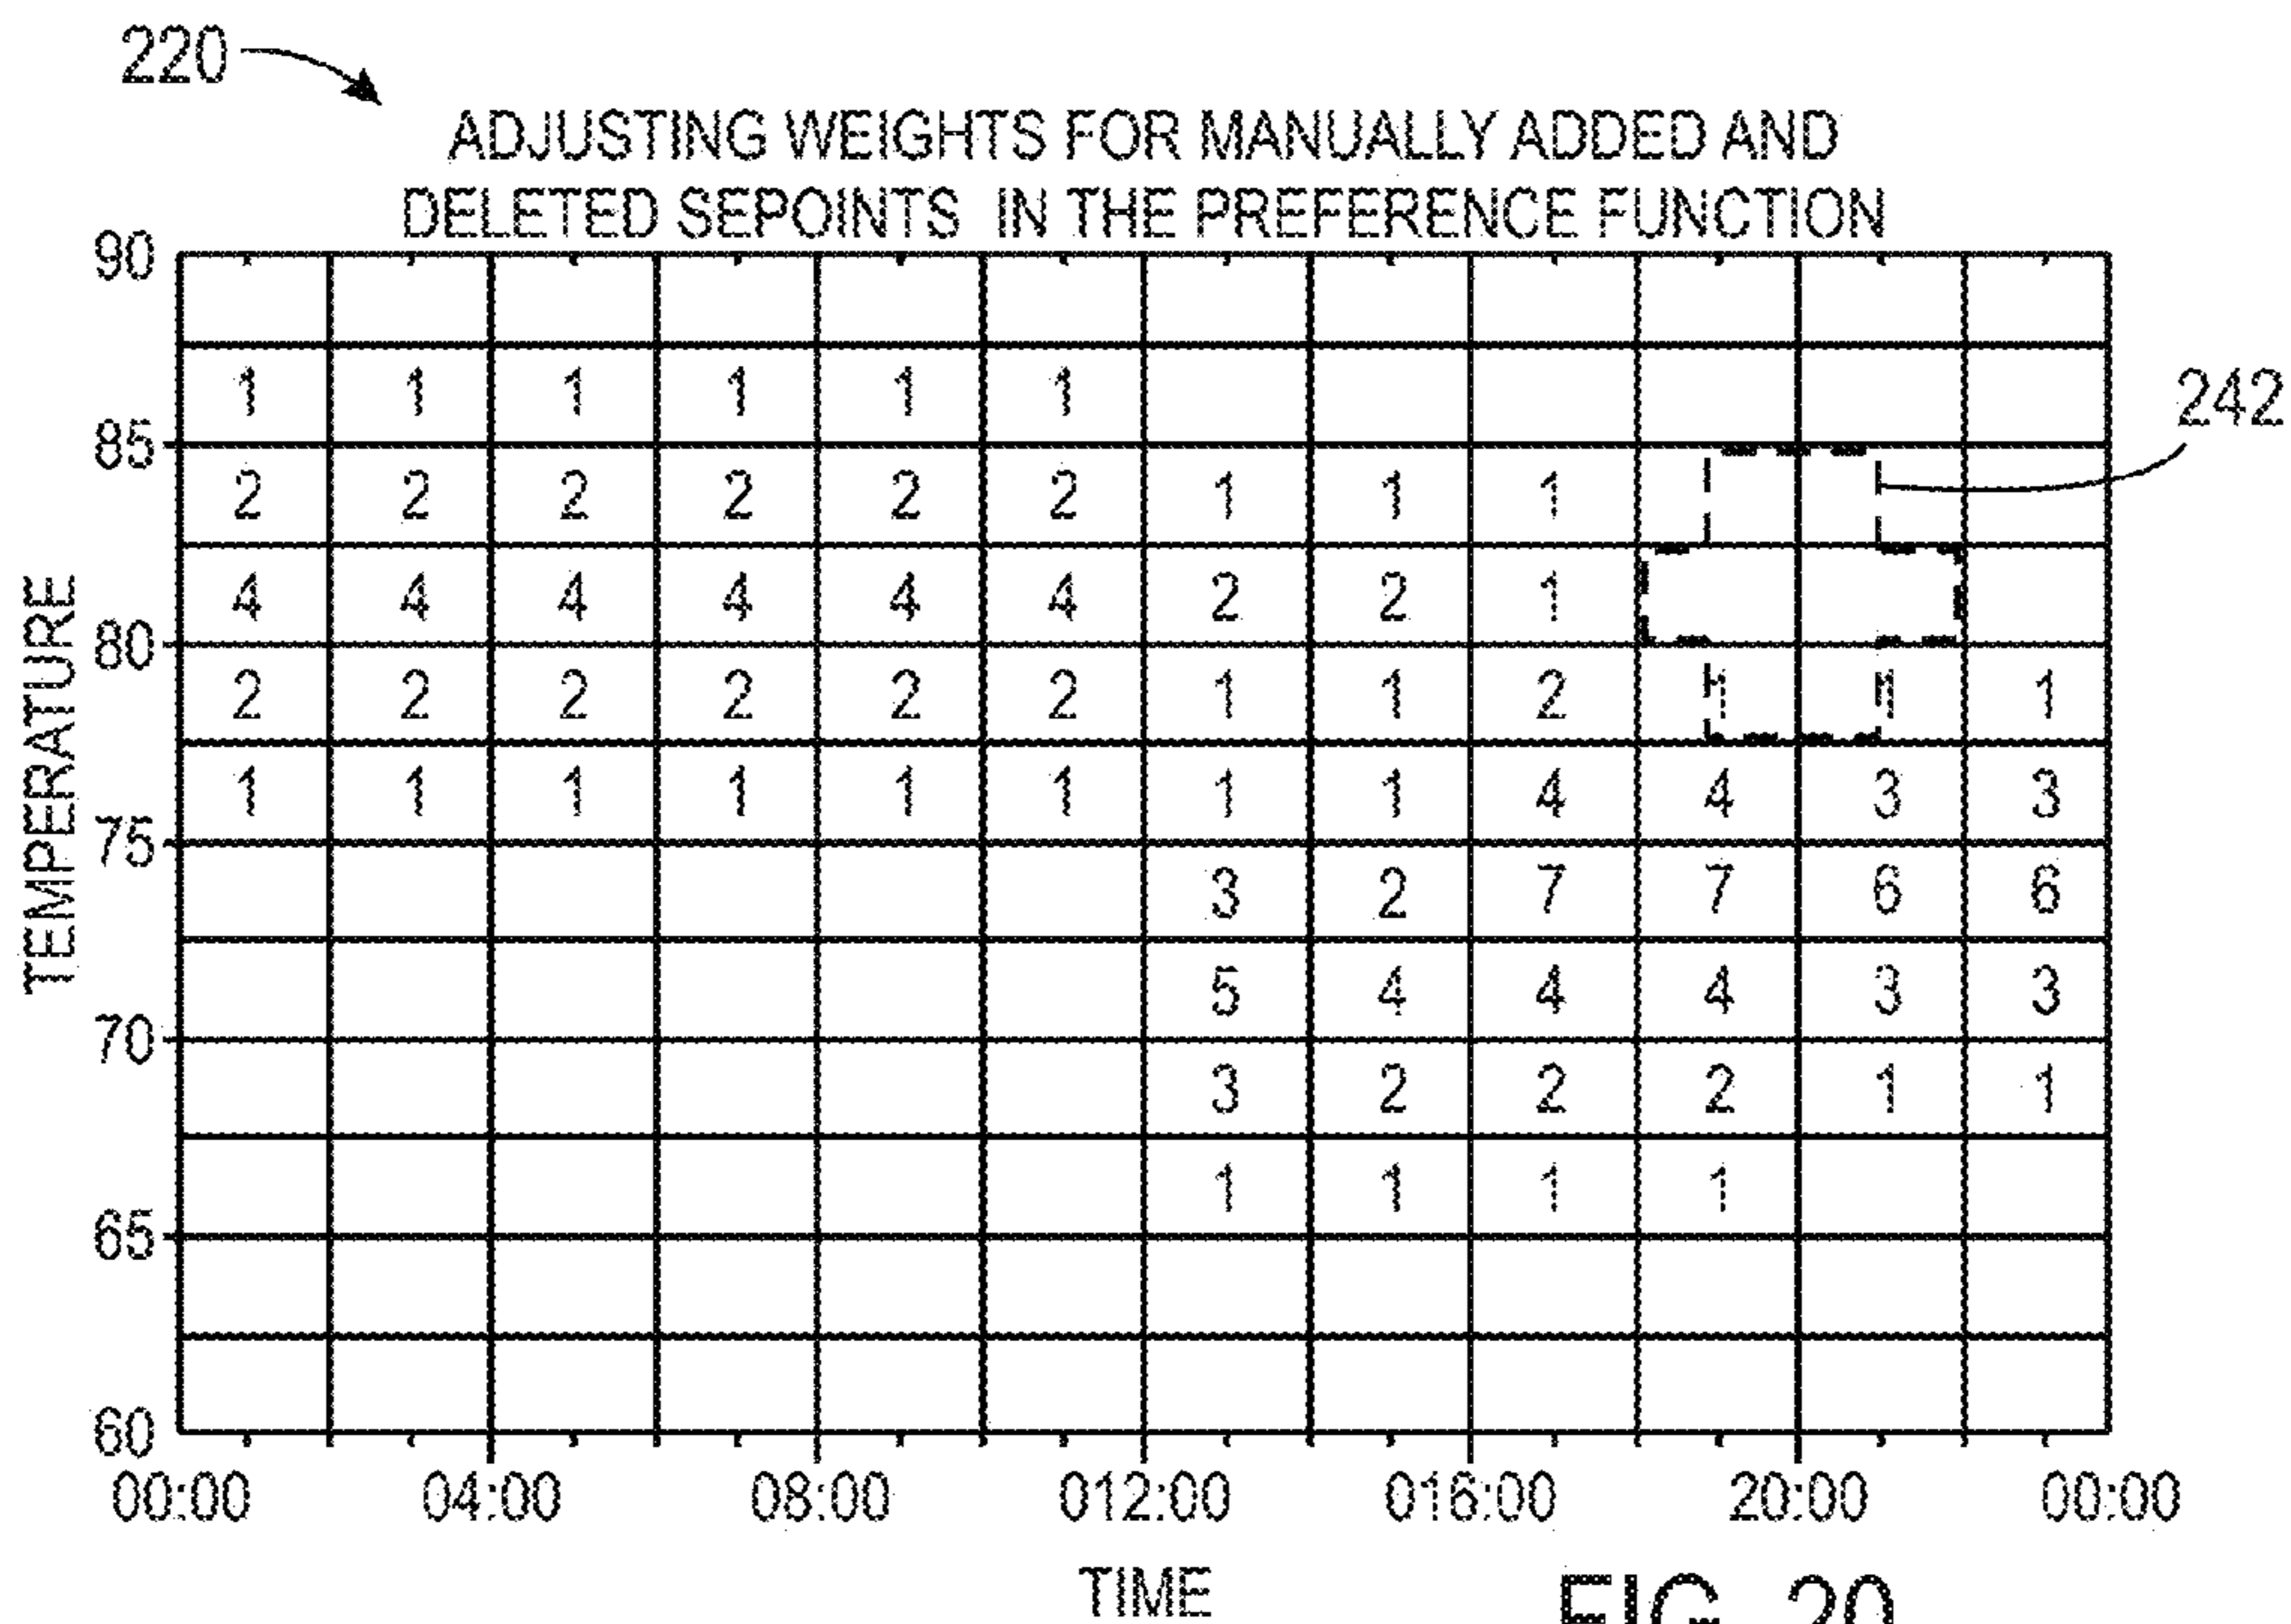 220
ADJUSTING WEIGHTS FOR MANUALLY ADDED AND
DELETED SEPOINTS IN THE PREFERENCE FUNCTION
90
1 1 1 1 1 1
242
85
2 2 2 2 2 2 1 1 1
4 4 4 4 4 4 2 2 1
80
2 2 2 2 2 2 1 1 2 1 1 1
1 1 1 1 1 1 1 1 4 4 3 3
75
3 2 7 7 6 6
5 4 4 4 3 3
70
3 2 2 2 1 1
1 1 1 1
65
60
TEMPERATURE
00:00 04:00 08:00 012:00 016:00 20:00 00:00
TIME
FIG. 20